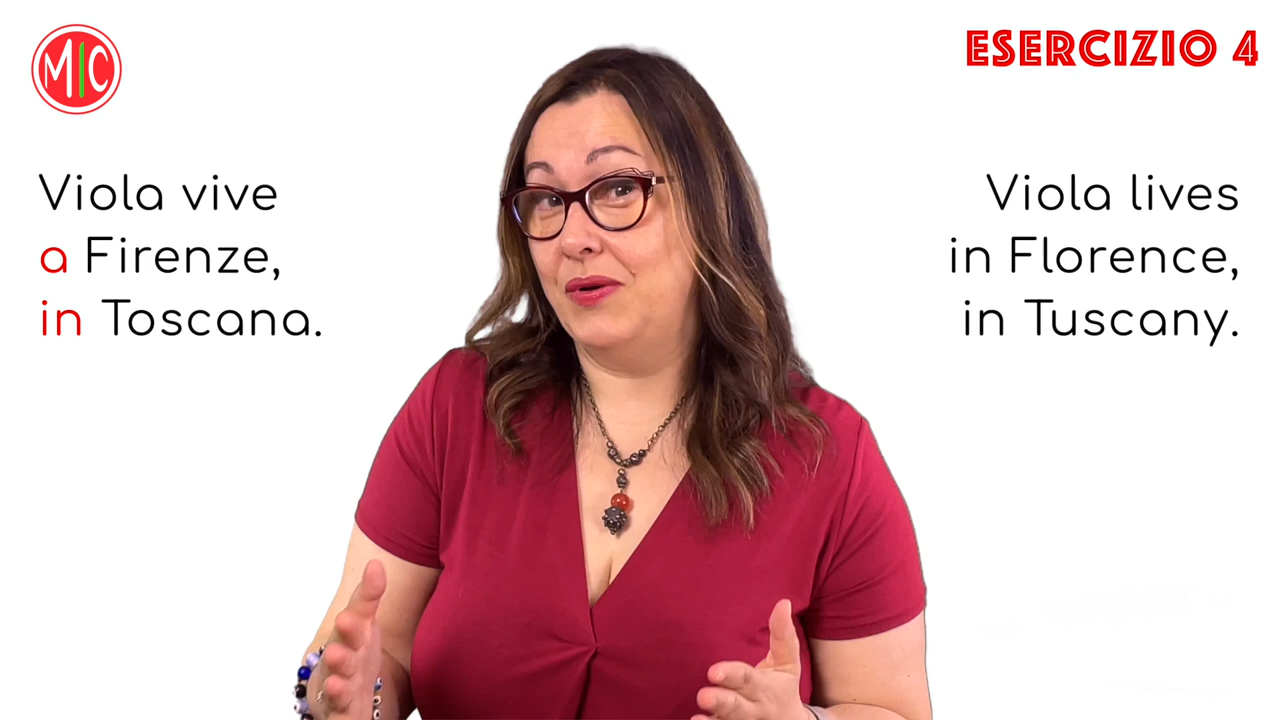 MIC
ESERCIZIO 4
Viola vive
a Firenze,
in Toscana.
Viola lives
in Florence,
in Tuscany.